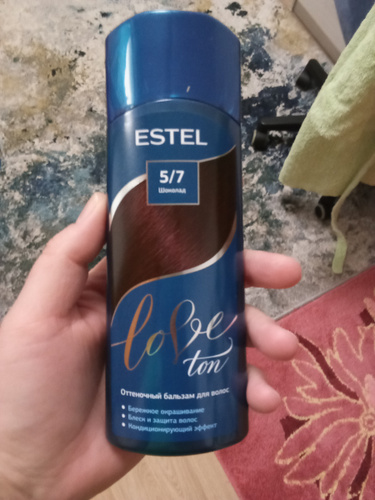 ESTEL
5/7
Шоколад
love
ton
Оттеночный бальзам для волос
• Бережное окрашивание
• Блеск и защита волос
• Кондиционирующий эффект